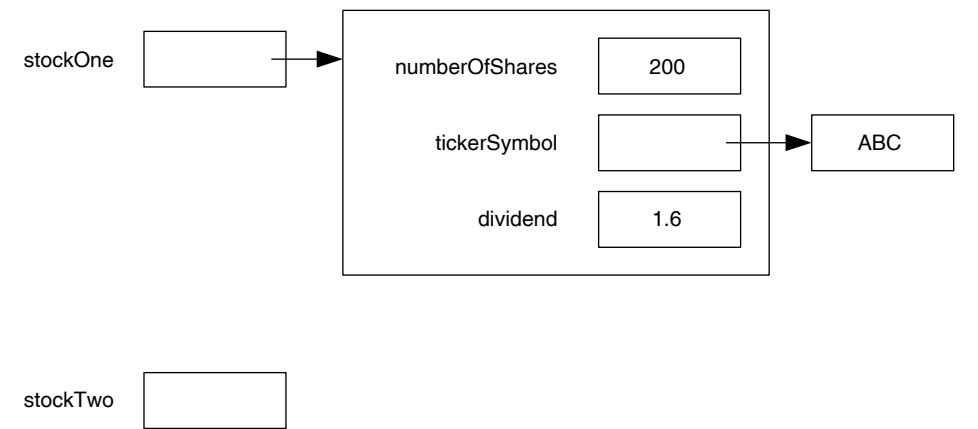 stockOne
numberOfShares 200
tickerSymbol ABC
dividend 1.6
stockTwo